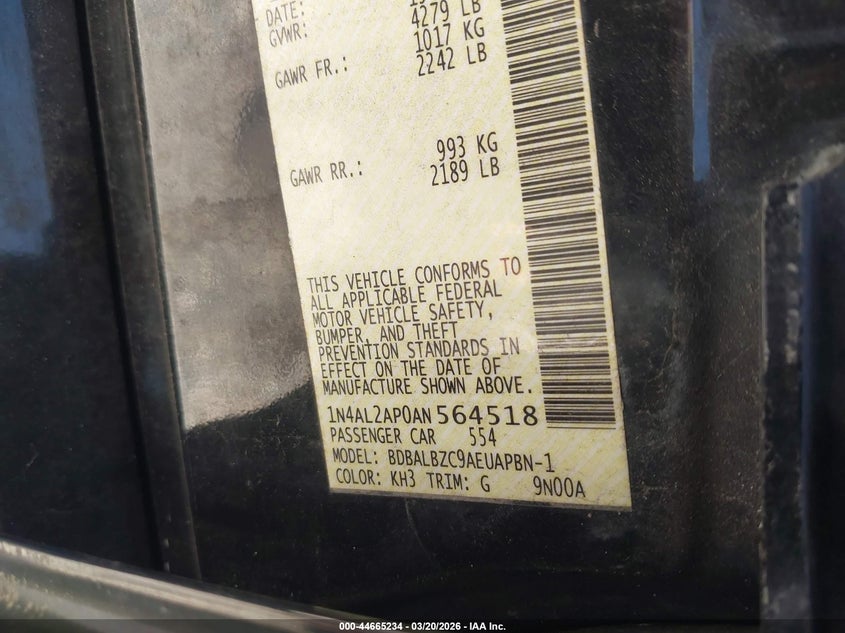 DATE:
GVWR: 4279 LB
1017 KG
GAWR FR.: 2242 LB
993 KG
GAWR RR.: 2189 LB
THIS VEHICLE CONFORMS TO
ALL APPLICABLE FEDERAL
MOTOR VEHICLE SAFETY,
BUMPER, AND THEFT
PREVENTION STANDARDS IN
EFFECT ON THE DATE OF
MANUFACTURE SHOWN ABOVE.
1N4AL2AP0AN564518
PASSENGER CAR 554
MODEL: BDBALBZC9AEUAPBN-1
COLOR: KH3 TRIM: G 9N00A
000-44665234 - 03/20/2026 - IAA Inc.